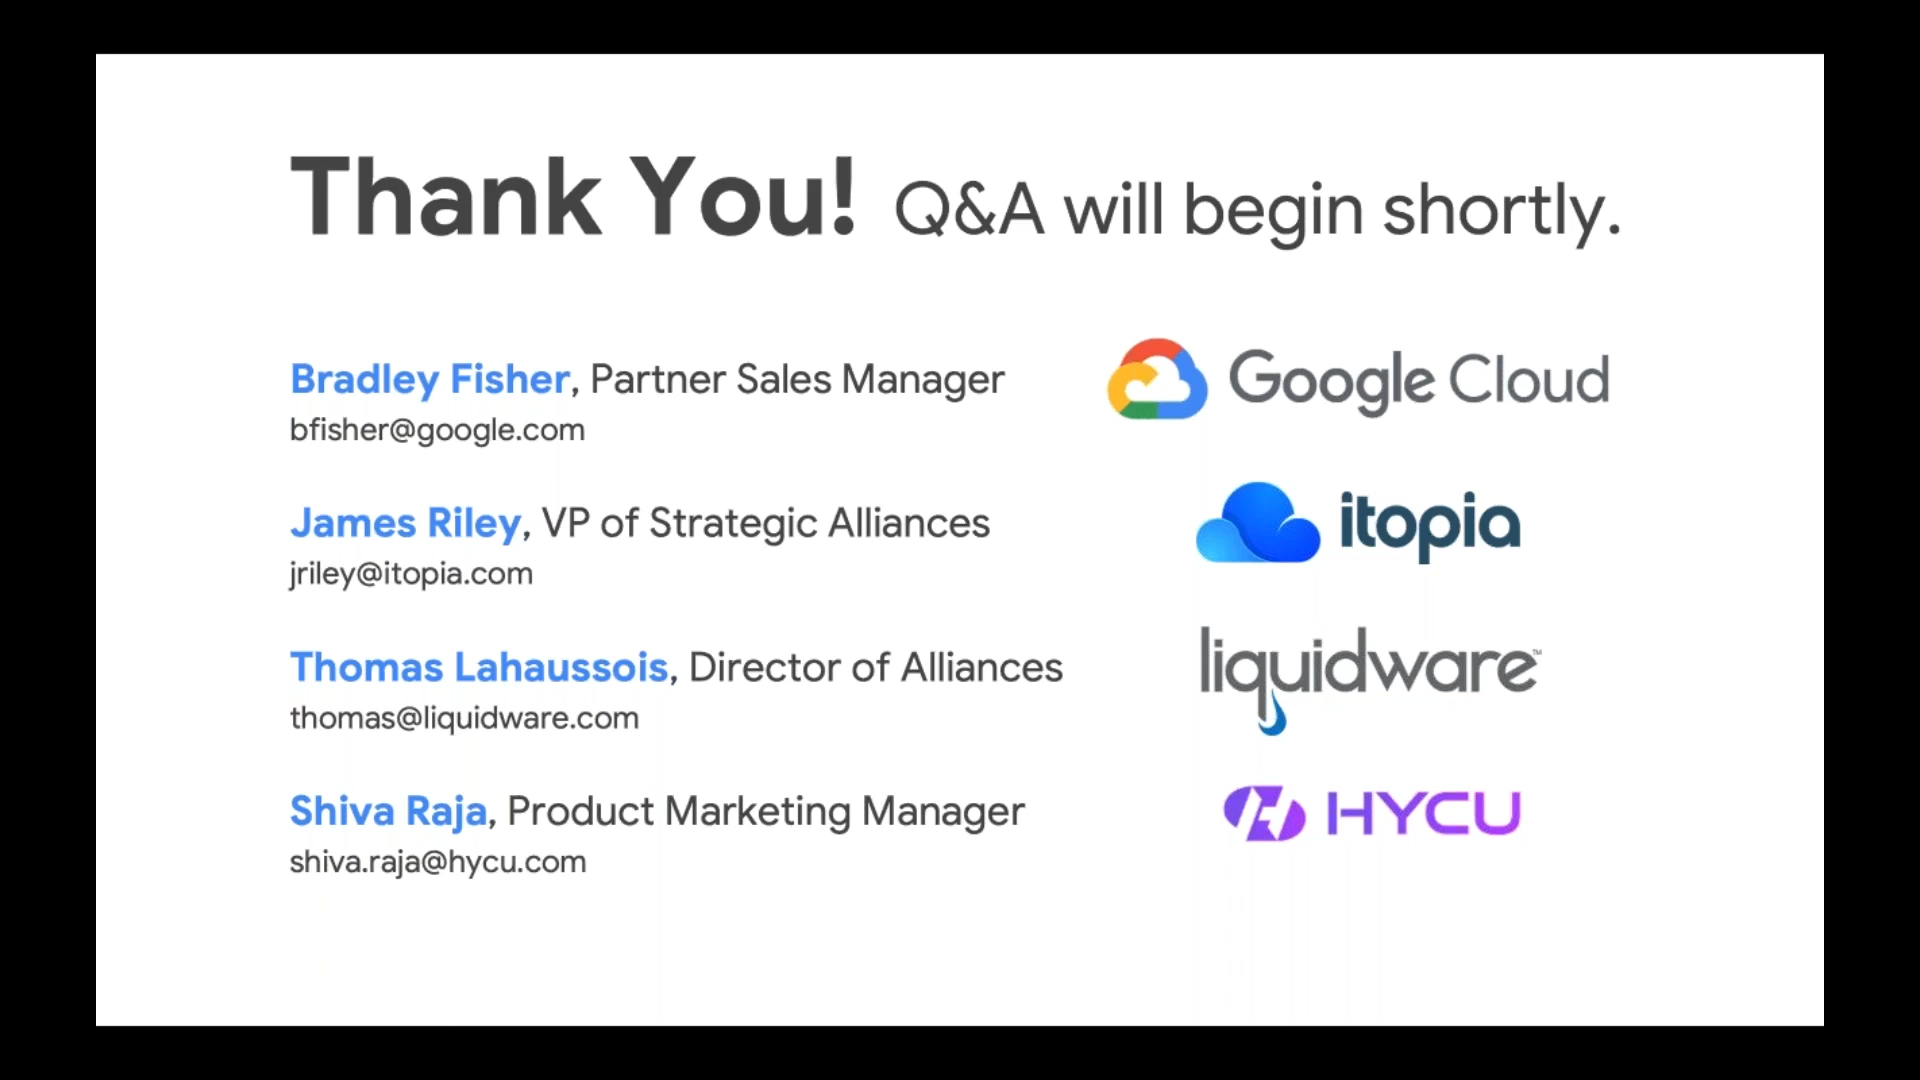 Thank You! Q&A will begin shortly.
Bradley Fisher, Partner Sales Manager
bfisher@google.com
Google Cloud
James Riley, VP of Strategic Alliances
jriley@itopia.com
itopia
Thomas Lahaussois, Director of Alliances
thomas@liquidware.com
liquidware™
Shiva Raja, Product Marketing Manager
shiva.raja@hycu.com
HYCU